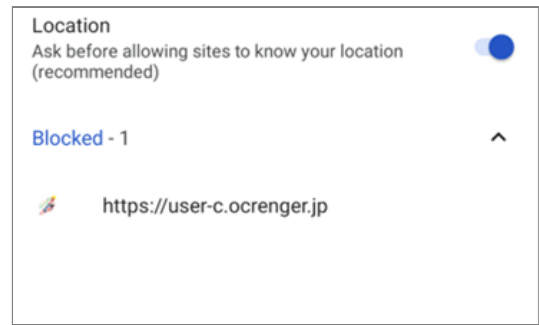 Location
Ask before allowing sites to know your location
(recommended)
Blocked - 1
https://user-c.ocrenger.jp